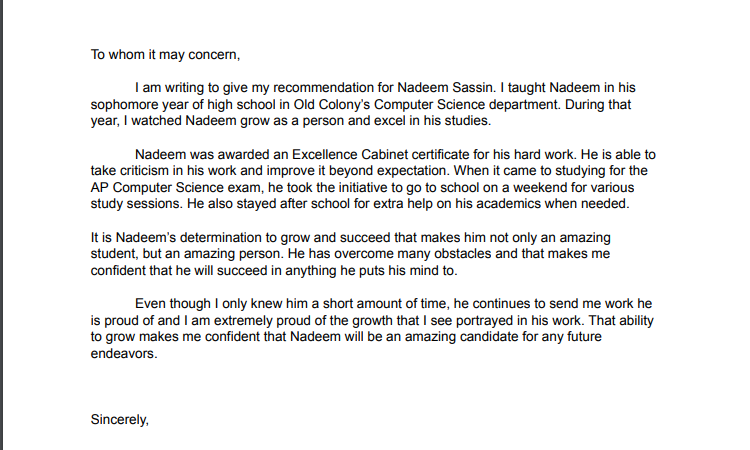 To whom it may concern,
I am writing to give my recommendation for Nadeem Sassin. I taught Nadeem in his
sophomore year of high school in Old Colony's Computer Science department. During that
year, I watched Nadeem grow as a person and excel in his studies.
Nadeem was awarded an Excellence Cabinet certificate for his hard work. He is able to
take criticism in his work and improve it beyond expectation. When it came to studying for the
AP Computer Science exam, he took the initiative to go to school on a weekend for various
study sessions. He also stayed after school for extra help on his academics when needed.
It is Nadeem's determination to grow and succeed that makes him not only an amazing
student, but an amazing person. He has overcome many obstacles and that makes me
confident that he will succeed in anything he puts his mind to.
Even though I only knew him a short amount of time, he continues to send me work he
is proud of and I am extremely proud of the growth that I see portrayed in his work. That ability
to grow makes me confident that Nadeem will be an amazing candidate for any future
endeavors.
Sincerely,